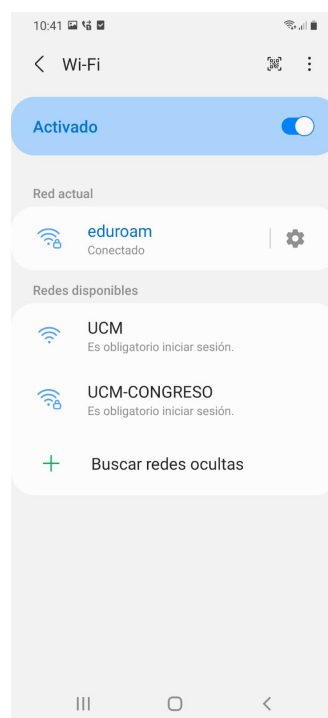 10:41
Wi-Fi
Activado
Red actual
eduroam
Conectado
Redes disponibles
UCM
Es obligatorio iniciar sesión.
UCM-CONGRESO
Es obligatorio iniciar sesión.
Buscar redes ocultas